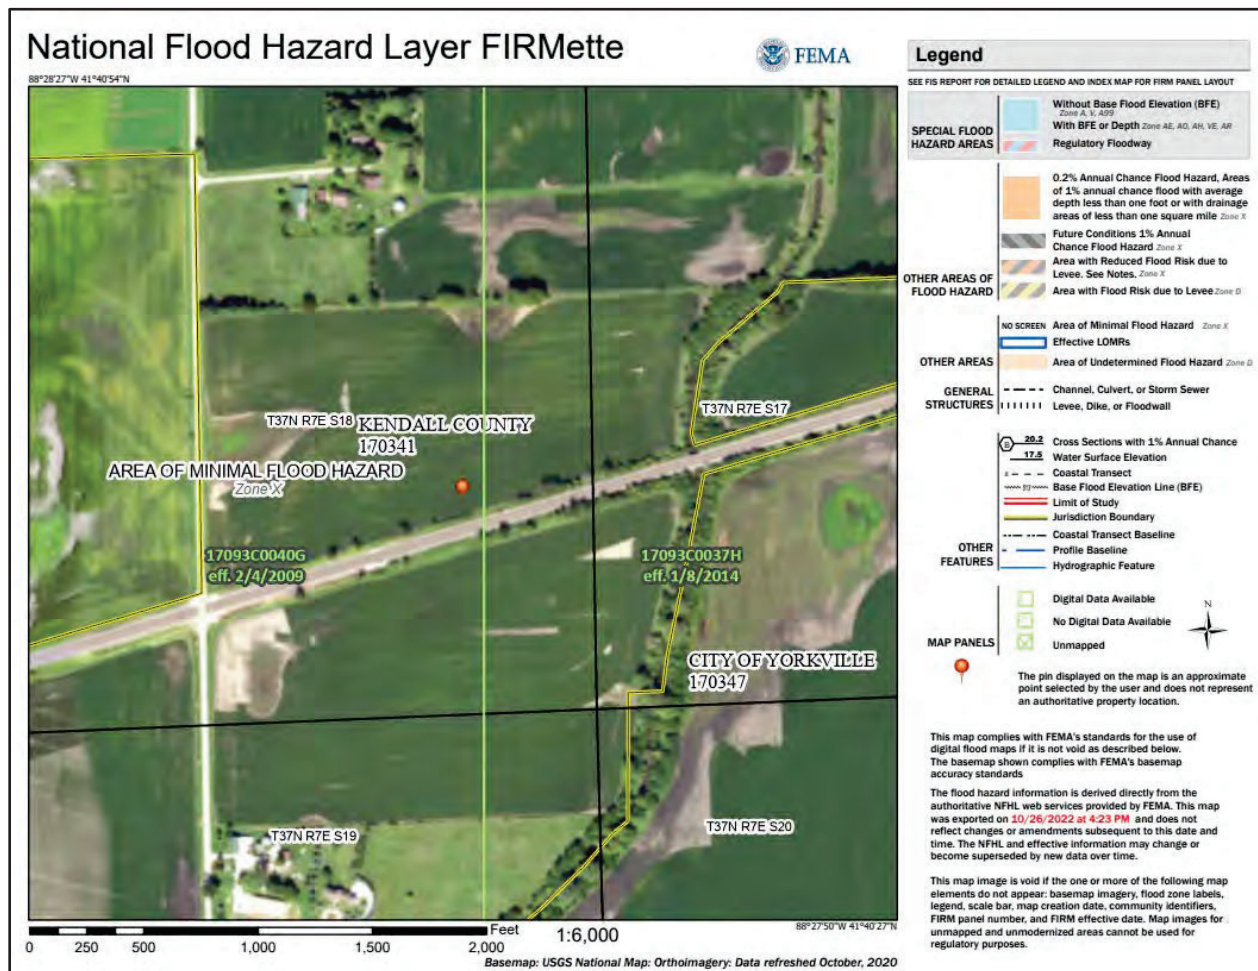 National Flood Hazard Layer FIRMette
FEMA
88°28'27"W 41°40'54"N
T37N R7E S18
KENDALL COUNTY
170341
T37N R7E S17
AREA OF MINIMAL FLOOD HAZARD
Zone X
17093C0040G
eff. 2/4/2009
17093C0037H
eff. 1/8/2014
CITY OF YORKVILLE
170347
T37N R7E S19
T37N R7E S20
88°27'50"W 41°40'27"N
Feet
1:6,000
0 250 500 1,000 1,500 2,000
Basemap: USGS National Map: Orthoimagery: Data refreshed October, 2020
Legend
SEE FIS REPORT FOR DETAILED LEGEND AND INDEX MAP FOR FIRM PANEL LAYOUT
SPECIAL FLOOD
HAZARD AREAS
Without Base Flood Elevation (BFE)
Zone A, V, A99
With BFE or Depth Zone AE, AO, AH, VE, AR
Regulatory Floodway
0.2% Annual Chance Flood Hazard, Areas
of 1% annual chance flood with average
depth less than one foot or with drainage
areas of less than one square mile Zone X
Future Conditions 1% Annual
Chance Flood Hazard Zone X
Area with Reduced Flood Risk due to
Levee. See Notes. Zone X
Area with Flood Risk due to Levee Zone D
OTHER AREAS OF
FLOOD HAZARD
NO SCREEN Area of Minimal Flood Hazard Zone X
Effective LOMRs
Area of Undetermined Flood Hazard Zone D
OTHER AREAS
GENERAL
STRUCTURES
Channel, Culvert, or Storm Sewer
Levee, Dike, or Floodwall
B 20.2 Cross Sections with 1% Annual Chance
17.5 Water Surface Elevation
8 Coastal Transect
513 Base Flood Elevation Line (BFE)
Limit of Study
Jurisdiction Boundary
Coastal Transect Baseline
Profile Baseline
Hydrographic Feature
OTHER
FEATURES
Digital Data Available
No Digital Data Available
Unmapped
MAP PANELS
N
The pin displayed on the map is an approximate
point selected by the user and does not represent
an authoritative property location.
This map complies with FEMA's standards for the use of
digital flood maps if it is not void as described below.
The basemap shown complies with FEMA's basemap
accuracy standards
The flood hazard information is derived directly from the
authoritative NFHL web services provided by FEMA. This map
was exported on 10/26/2022 at 4:23 PM and does not
reflect changes or amendments subsequent to this date and
time. The NFHL and effective information may change or
become superseded by new data over time.
This map image is void if the one or more of the following map
elements do not appear: basemap imagery, flood zone labels,
legend, scale bar, map creation date, community identifiers,
FIRM panel number, and FIRM effective date. Map images for
unmapped and unmodernized areas cannot be used for
regulatory purposes.